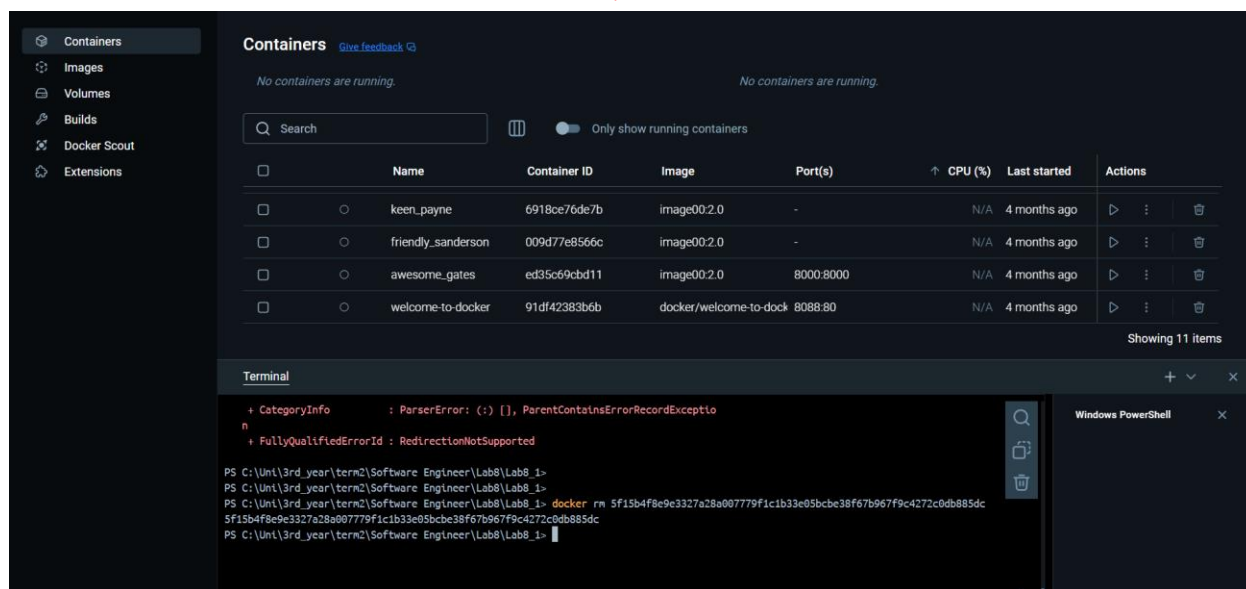 Containers
Images
Volumes
Builds
Docker Scout
Extensions
Containers Give feedback
No containers are running. No containers are running.
Search Only show running containers
Name Container ID Image Port(s) ↑ CPU (%) Last started Actions
keen_payne 6918ce76de7b image00:2.0 - N/A 4 months ago
friendly_sanderson 009d77e8566c image00:2.0 - N/A 4 months ago
awesome_gates ed35c69cbd11 image00:2.0 8000:8000 N/A 4 months ago
welcome-to-docker 91df42383b6b docker/welcome-to-dock 8088:80 N/A 4 months ago
Showing 11 items
Terminal
+ CategoryInfo : ParserError: (:) [], ParentContainsErrorRecordExceptio
n
+ FullyQualifiedErrorId : RedirectionNotSupported
PS C:\Uni\3rd_year\term2\Software Engineer\Lab8\Lab8_1>
PS C:\Uni\3rd_year\term2\Software Engineer\Lab8\Lab8_1>
PS C:\Uni\3rd_year\term2\Software Engineer\Lab8\Lab8_1> docker rm 5f15b4f8e9e3327a28a007779f1c1b33e05bcbe38f67b967f9c4272c0db885dc
5f15b4f8e9e3327a28a007779f1c1b33e05bcbe38f67b967f9c4272c0db885dc
PS C:\Uni\3rd_year\term2\Software Engineer\Lab8\Lab8_1>
Windows PowerShell